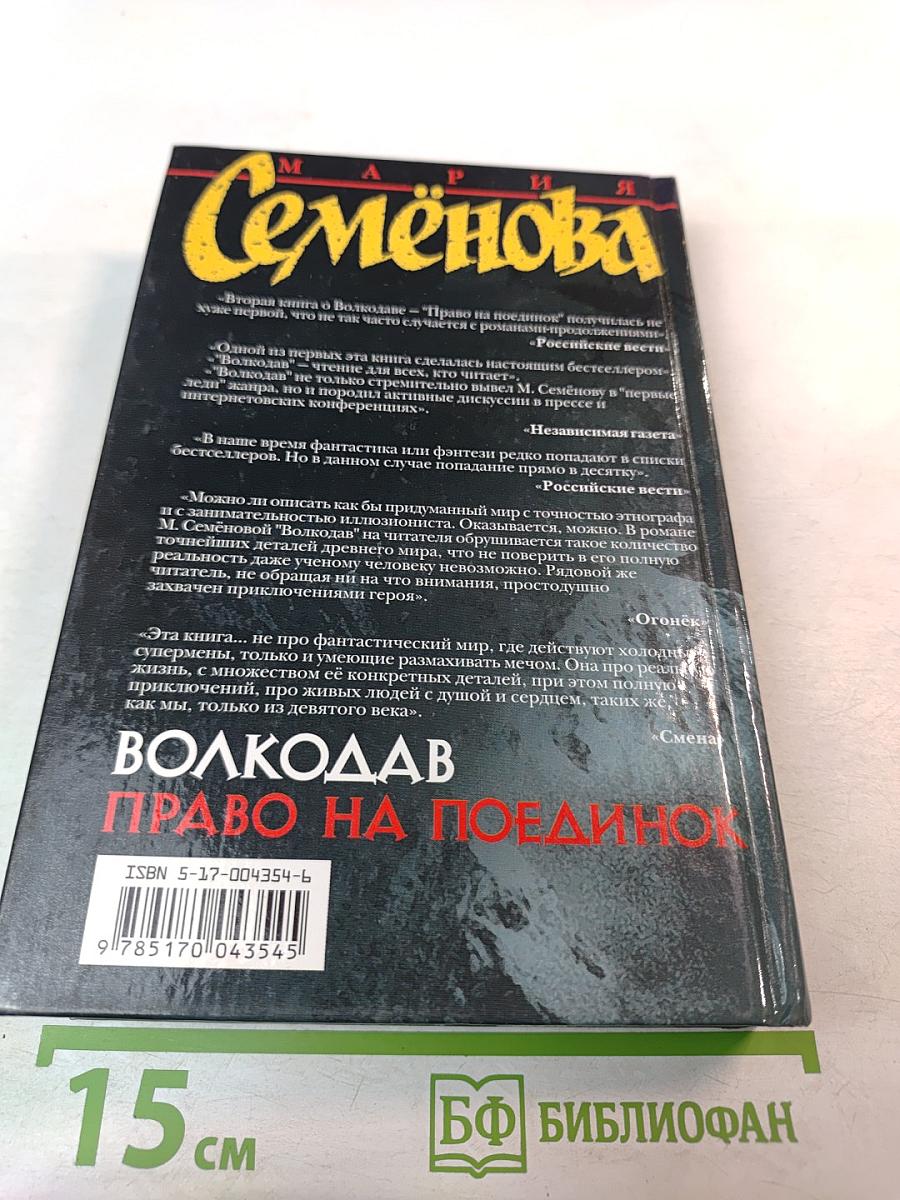 МАРИЯ
Семёнова
«Вторая книга о Волкодаве — "Право на поединок" получилась не
хуже первой, что не так часто случается с романами-продолжениями».
«Российские вести»
«Одной из первых эта книга сделалась настоящим бестселлером».
«"Волкодав" — чтение для всех, кто читает».
«"Волкодав" не только стремительно вывел М. Семёнову в "первые
леди" жанра, но и породил активные дискуссии в прессе и
интернетовских конференциях».
«Независимая газета»
«В наше время фантастика или фэнтези редко попадают в списки
бестселлеров. Но в данном случае попадание прямо в десятку».
«Российские вести»
«Можно ли описать как бы придуманный мир с точностью этнографа
и с занимательностью иллюзиониста. Оказывается, можно. В романе
М. Семёновой "Волкодав" на читателя обрушивается такое количество
точнейших деталей древнего мира, что не поверить в его полную
реальность даже ученому человеку невозможно. Рядовой же
читатель, не обращая ни на что внимания, простодушно
захвачен приключениями героя».
«Огонёк»
«Эта книга... не про фантастический мир, где действуют холодные
супермены, только и умеющие размахивать мечом. Она про
жизнь, с множеством её конкретных деталей, при этом полную
приключений, про живых людей с душой и сердцем, таких же,
как мы, только из девятого века».
«Смена»
ВОЛКОДАВ
ПРАВО НА ПОЕДИНОК
ISBN 5-17-004354-6
9 785170 043545
15 см
БФ БИБЛИОФАН